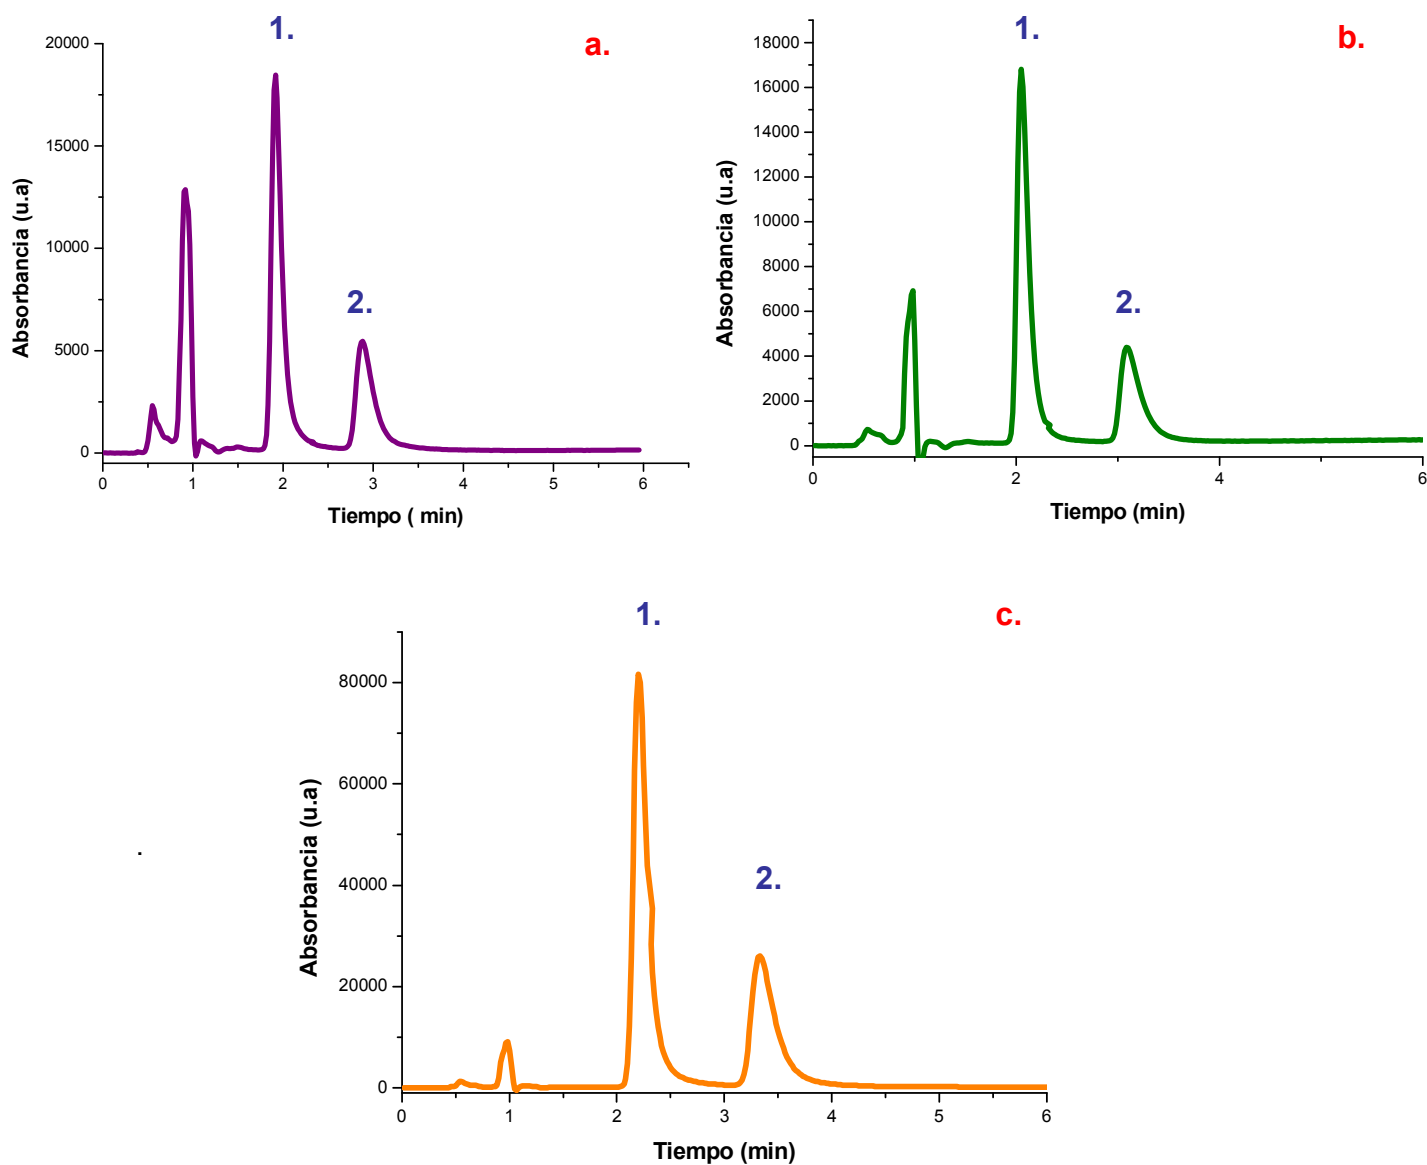 1.
a.
20000
15000
10000
5000
0
2.
Absorbancia (u.a)
0 1 2 3 4 5 6
Tiempo ( min)
1.
b.
18000
16000
14000
12000
10000
8000
6000
4000
2000
0
2.
Absorbancia (u.a)
0 2 4 6
Tiempo (min)
1.
c.
80000
60000
40000
20000
0
2.
Absorbancia (u.a)
0 1 2 3 4 5 6
Tiempo (min)
.